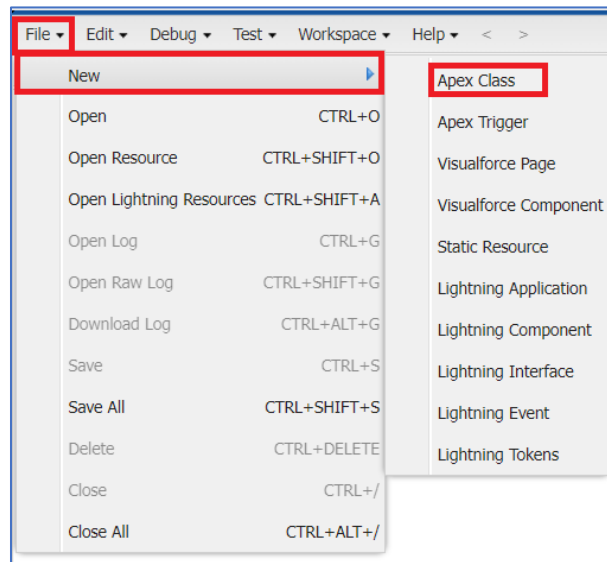 File Edit Debug Test Workspace Help < >
New
Open CTRL+O
Open Resource CTRL+SHIFT+O
Open Lightning Resources CTRL+SHIFT+A
Open Log CTRL+G
Open Raw Log CTRL+SHIFT+G
Download Log CTRL+ALT+G
Save CTRL+S
Save All CTRL+SHIFT+S
Delete CTRL+DELETE
Close CTRL+/
Close All CTRL+ALT+/
Apex Class
Apex Trigger
Visualforce Page
Visualforce Component
Static Resource
Lightning Application
Lightning Component
Lightning Interface
Lightning Event
Lightning Tokens